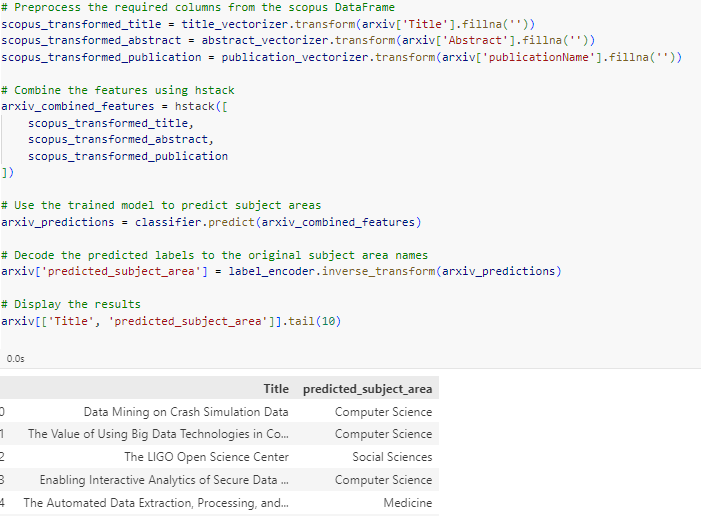 # Preprocess the required columns from the scopus DataFrame
scopus_transformed_title = title_vectorizer.transform(arxiv['Title'].fillna(''))
scopus_transformed_abstract = abstract_vectorizer.transform(arxiv['Abstract'].fillna(''))
scopus_transformed_publication = publication_vectorizer.transform(arxiv['publicationName'].fillna(''))

# Combine the features using hstack
arxiv_combined_features = hstack([
    scopus_transformed_title,
    scopus_transformed_abstract,
    scopus_transformed_publication
])

# Use the trained model to predict subject areas
arxiv_predictions = classifier.predict(arxiv_combined_features)

# Decode the predicted labels to the original subject area names
arxiv['predicted_subject_area'] = label_encoder.inverse_transform(arxiv_predictions)

# Display the results
arxiv[['Title', 'predicted_subject_area']].tail(10)
0.0s
Title predicted_subject_area
0 Data Mining on Crash Simulation Data Computer Science
1 The Value of Using Big Data Technologies in Co... Computer Science
2 The LIGO Open Science Center Social Sciences
3 Enabling Interactive Analytics of Secure Data ... Computer Science
4 The Automated Data Extraction, Processing, and... Medicine